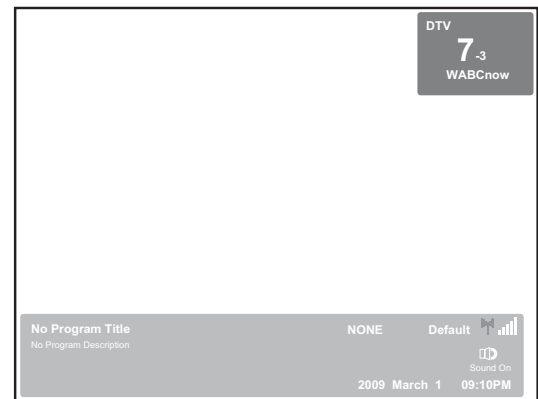 DTV
7 -3
WABCnow
No Program Title NONE Default
No Program Description
Sound On
2009 March 1 09:10PM